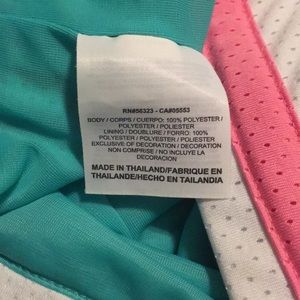 RN#56323 - CA#05553
BODY / CORPS / CUERPO: 100% POLYESTER /
POLYESTER / POLIESTER
LINING / DOUBLURE / FORRO: 100%
POLYESTER / POLYESTER / POLIESTER
EXCLUSIVE OF DECORATION / DECORATION
NON COMPRISE / NO INCLUYE LA
DECORACION
MADE IN THAILAND/FABRIQUE EN
THAILANDE/HECHO EN TAILANDIA